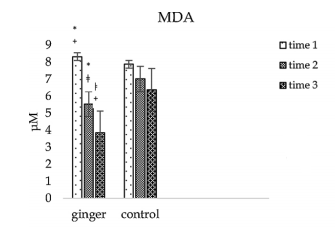 MDA
9
8
7
6
5
4
3
2
1
0
µM
* 
+
*
ǂ
ǀ
+
ginger control
time 1
time 2
time 3